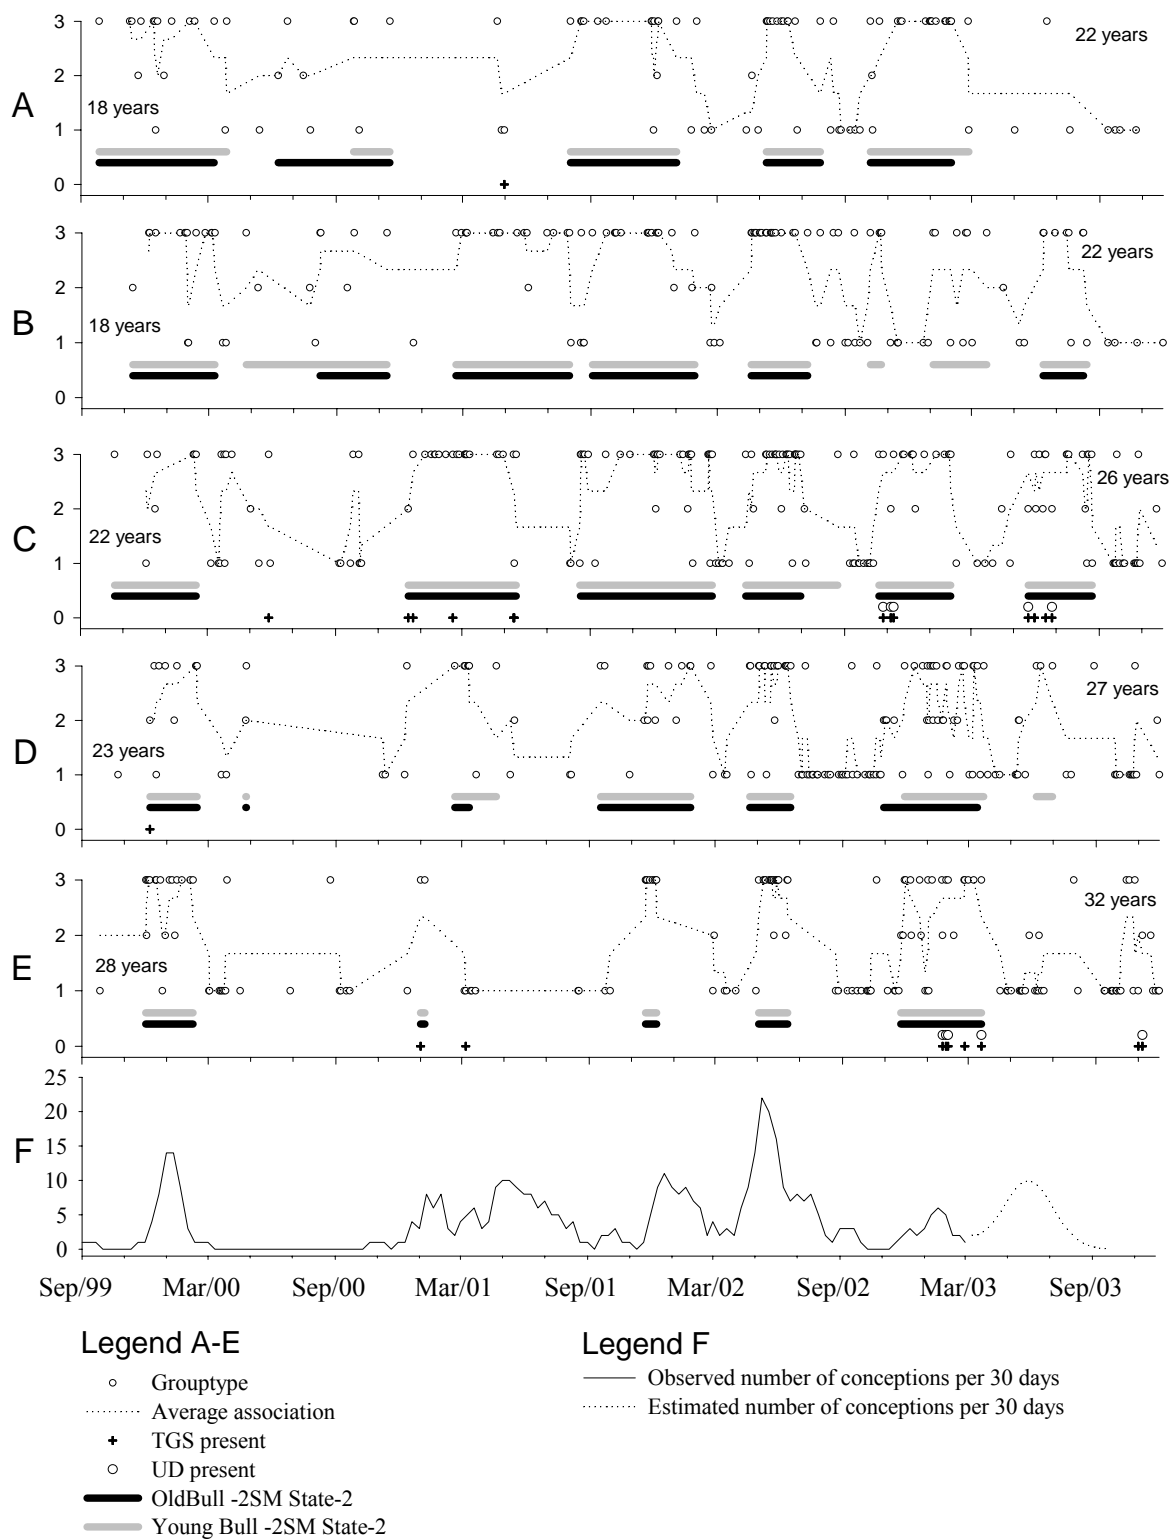 3
2
1
0
A
18 years
22 years
3
2
1
0
B
18 years
22 years
3
2
1
0
C
22 years
26 years
3
2
1
0
D
23 years
27 years
3
2
1
0
E
28 years
32 years
25
20
15
10
5
0
F
Sep/99 Mar/00 Sep/00 Mar/01 Sep/01 Mar/02 Sep/02 Mar/03 Sep/03
Legend A-E
Grouptype
Average association
TGS present
UD present
OldBull -2SM State-2
Young Bull -2SM State-2
Legend F
Observed number of conceptions per 30 days
Estimated number of conceptions per 30 days